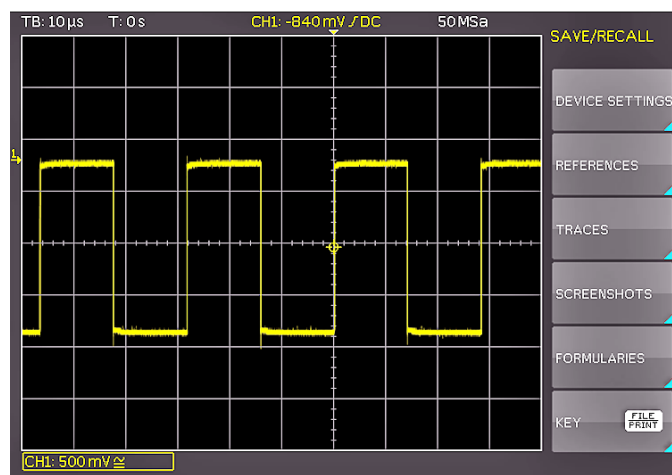 TB: 10 µs T: 0 s CH1: -840 mV ∫ DC 50 MSa
SAVE/RECALL
DEVICE SETTINGS
1
REFERENCES
TRACES
SCREENSHOTS
FORMULARIES
KEY FILE PRINT
CH1: 500 mV ≅